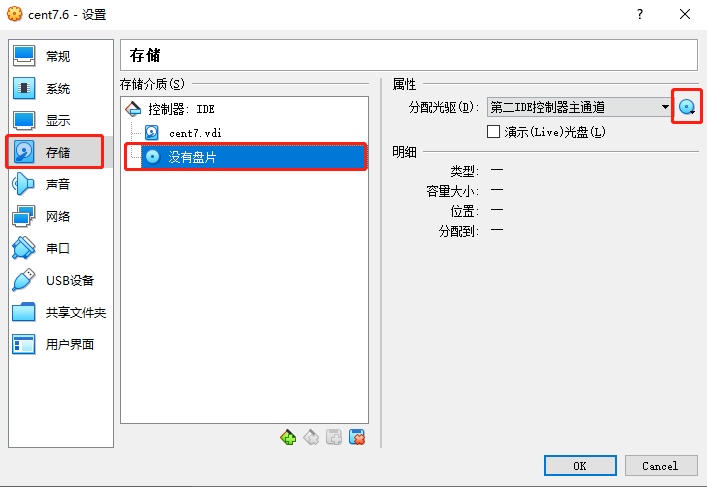 cent7.6 - 设置
常规
系统
显示
存储
声音
网络
串口
USB设备
共享文件夹
用户界面
存储
存储介质(S)
控制器: IDE
cent7.vdi
没有盘片
属性
分配光驱(D): 第二IDE控制器主通道
演示(Live)光盘(L)
明细
类型: —
容量大小: —
位置: —
分配到: —
OK
Cancel